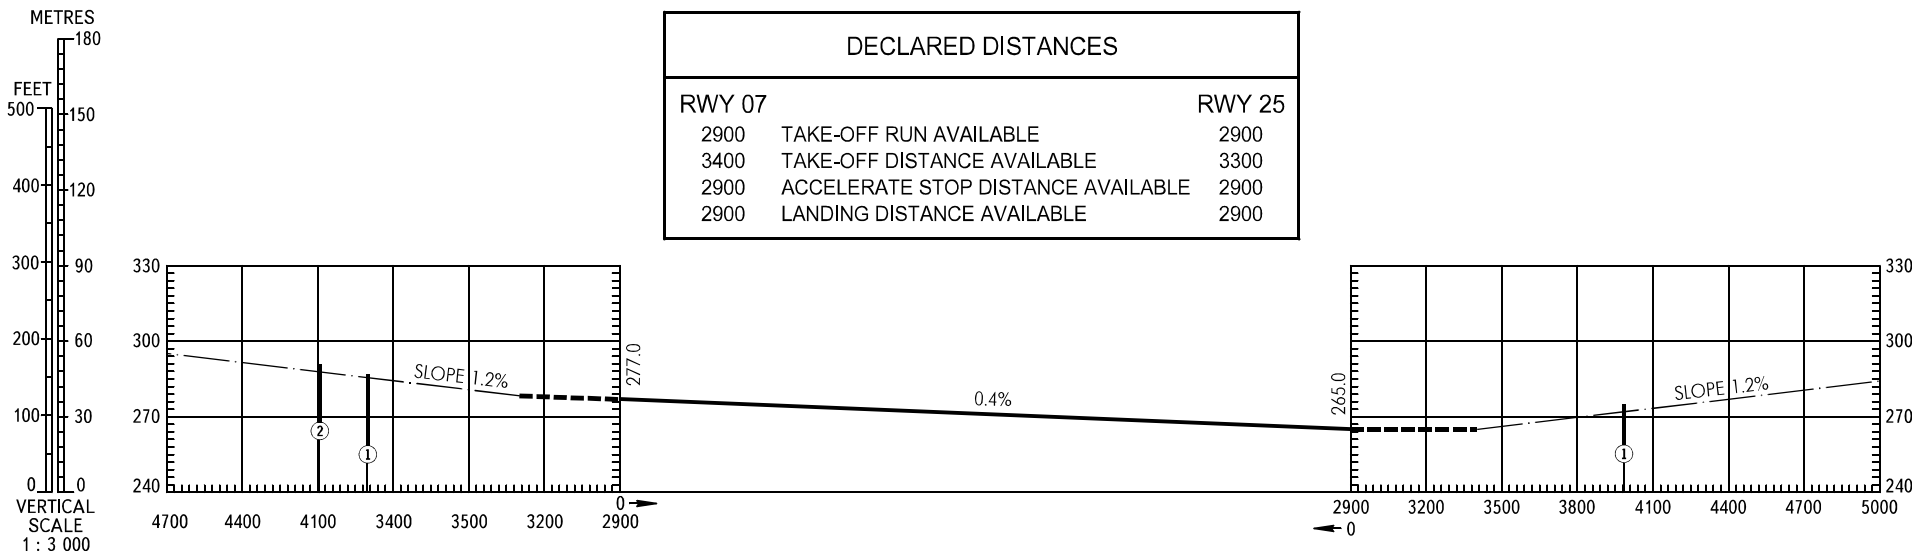 METRES
180
FEET
500
150
400
120
300
90
200
60
100
30
0
0
VERTICAL
SCALE
1 : 3 000
DECLARED DISTANCES
RWY 07 RWY 25
2900 TAKE-OFF RUN AVAILABLE 2900
3400 TAKE-OFF DISTANCE AVAILABLE 3300
2900 ACCELERATE STOP DISTANCE AVAILABLE 2900
2900 LANDING DISTANCE AVAILABLE 2900
330
300
270
240
SLOPE 1.2%
2
1
277.0
4700 4400 4100 3400 3500 3200 2900
0
0.4%
265.0
SLOPE 1.2%
1
330
300
270
240
2900 3200 3500 3800 4100 4400 4700 5000
0